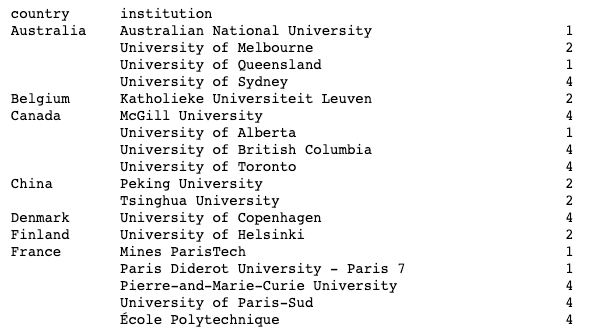 country institution
Australia Australian National University 1
University of Melbourne 2
University of Queensland 1
University of Sydney 4
Belgium Katholieke Universiteit Leuven 2
Canada McGill University 4
University of Alberta 1
University of British Columbia 4
University of Toronto 4
China Peking University 2
Tsinghua University 2
Denmark University of Copenhagen 4
Finland University of Helsinki 2
France Mines ParisTech 1
Paris Diderot University - Paris 7 1
Pierre-and-Marie-Curie University 4
University of Paris-Sud 4
École Polytechnique 4